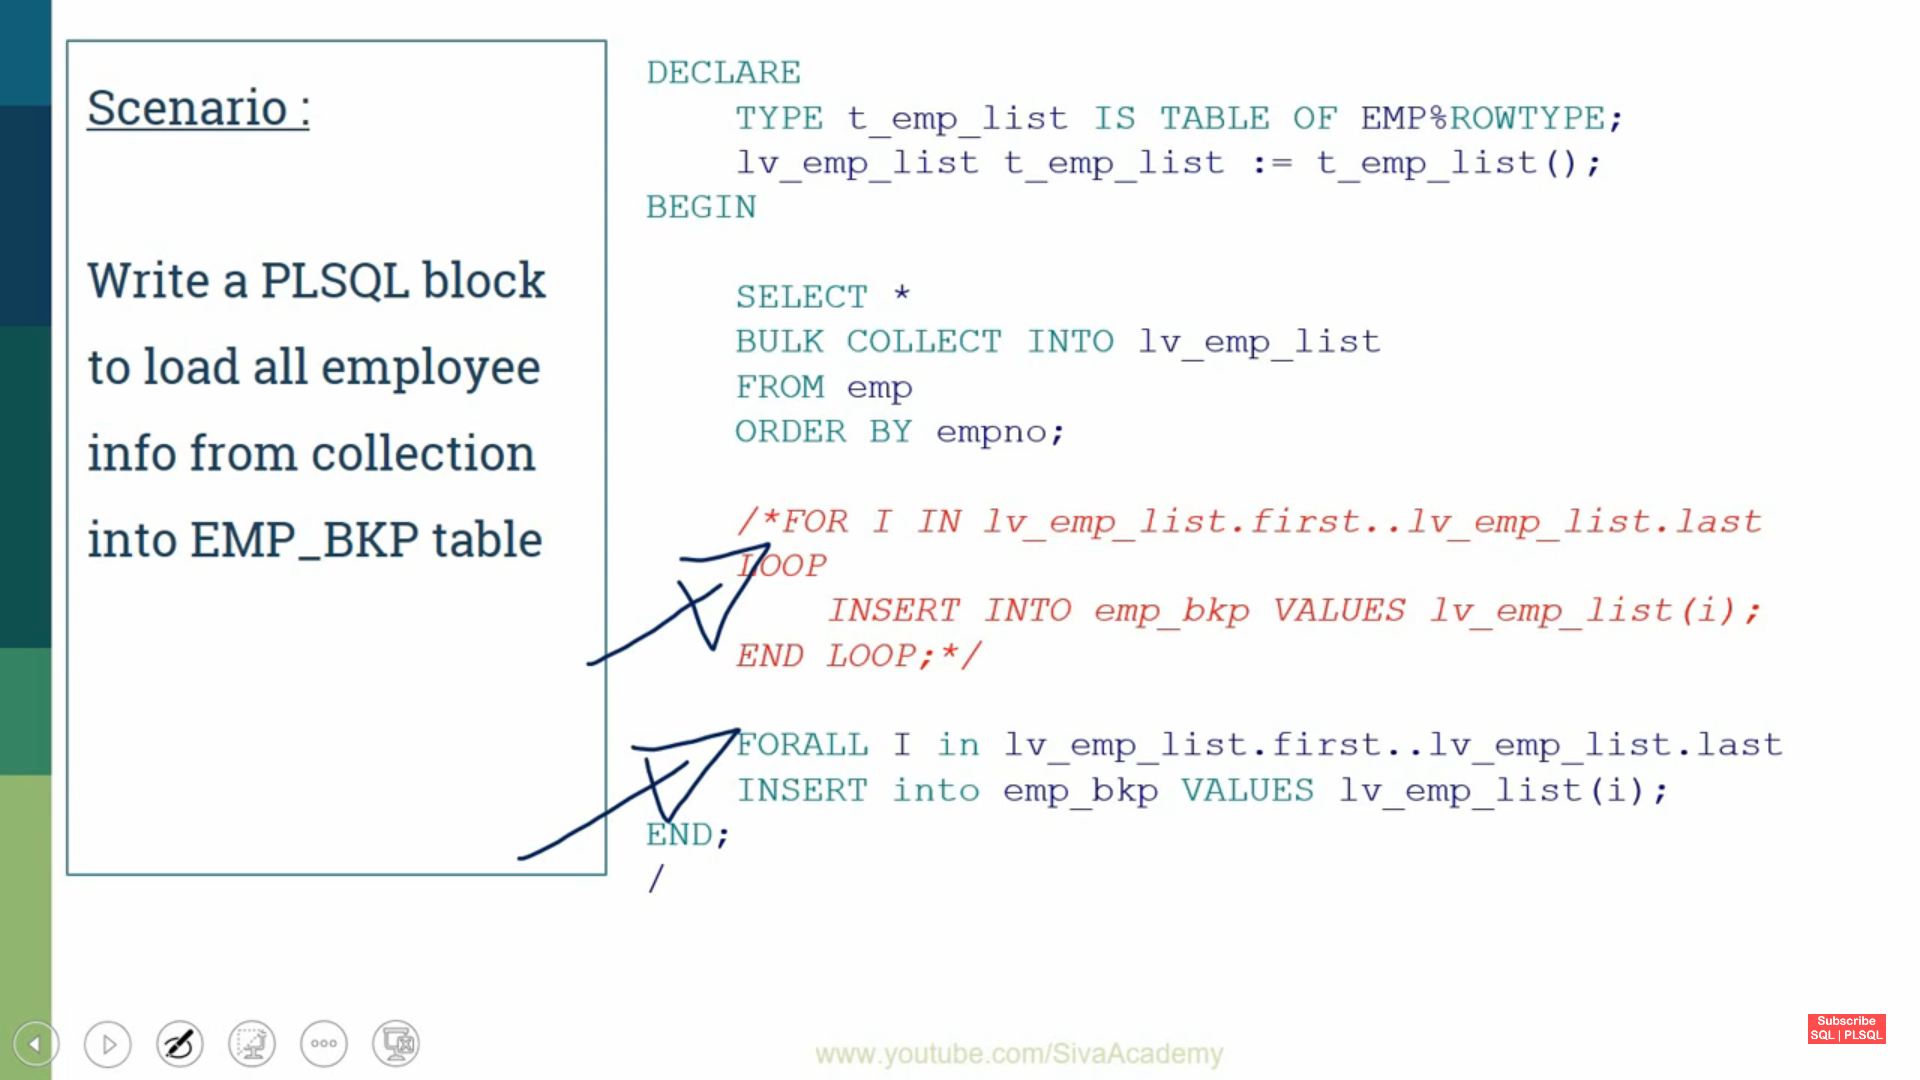 Scenario :
Write a PLSQL block
to load all employee
info from collection
into EMP_BKP table
DECLARE
TYPE t_emp_list IS TABLE OF EMP%ROWTYPE;
lv_emp_list t_emp_list := t_emp_list();
BEGIN
SELECT *
BULK COLLECT INTO lv_emp_list
FROM emp
ORDER BY empno;
/*FOR I IN lv_emp_list.first..lv_emp_list.last
LOOP
INSERT INTO emp_bkp VALUES lv_emp_list(i);
END LOOP;*/
FORALL I in lv_emp_list.first..lv_emp_list.last
INSERT into emp_bkp VALUES lv_emp_list(i);
END;
/
www.youtube.com/SivaAcademy
Subscribe
SQL | PLSQL